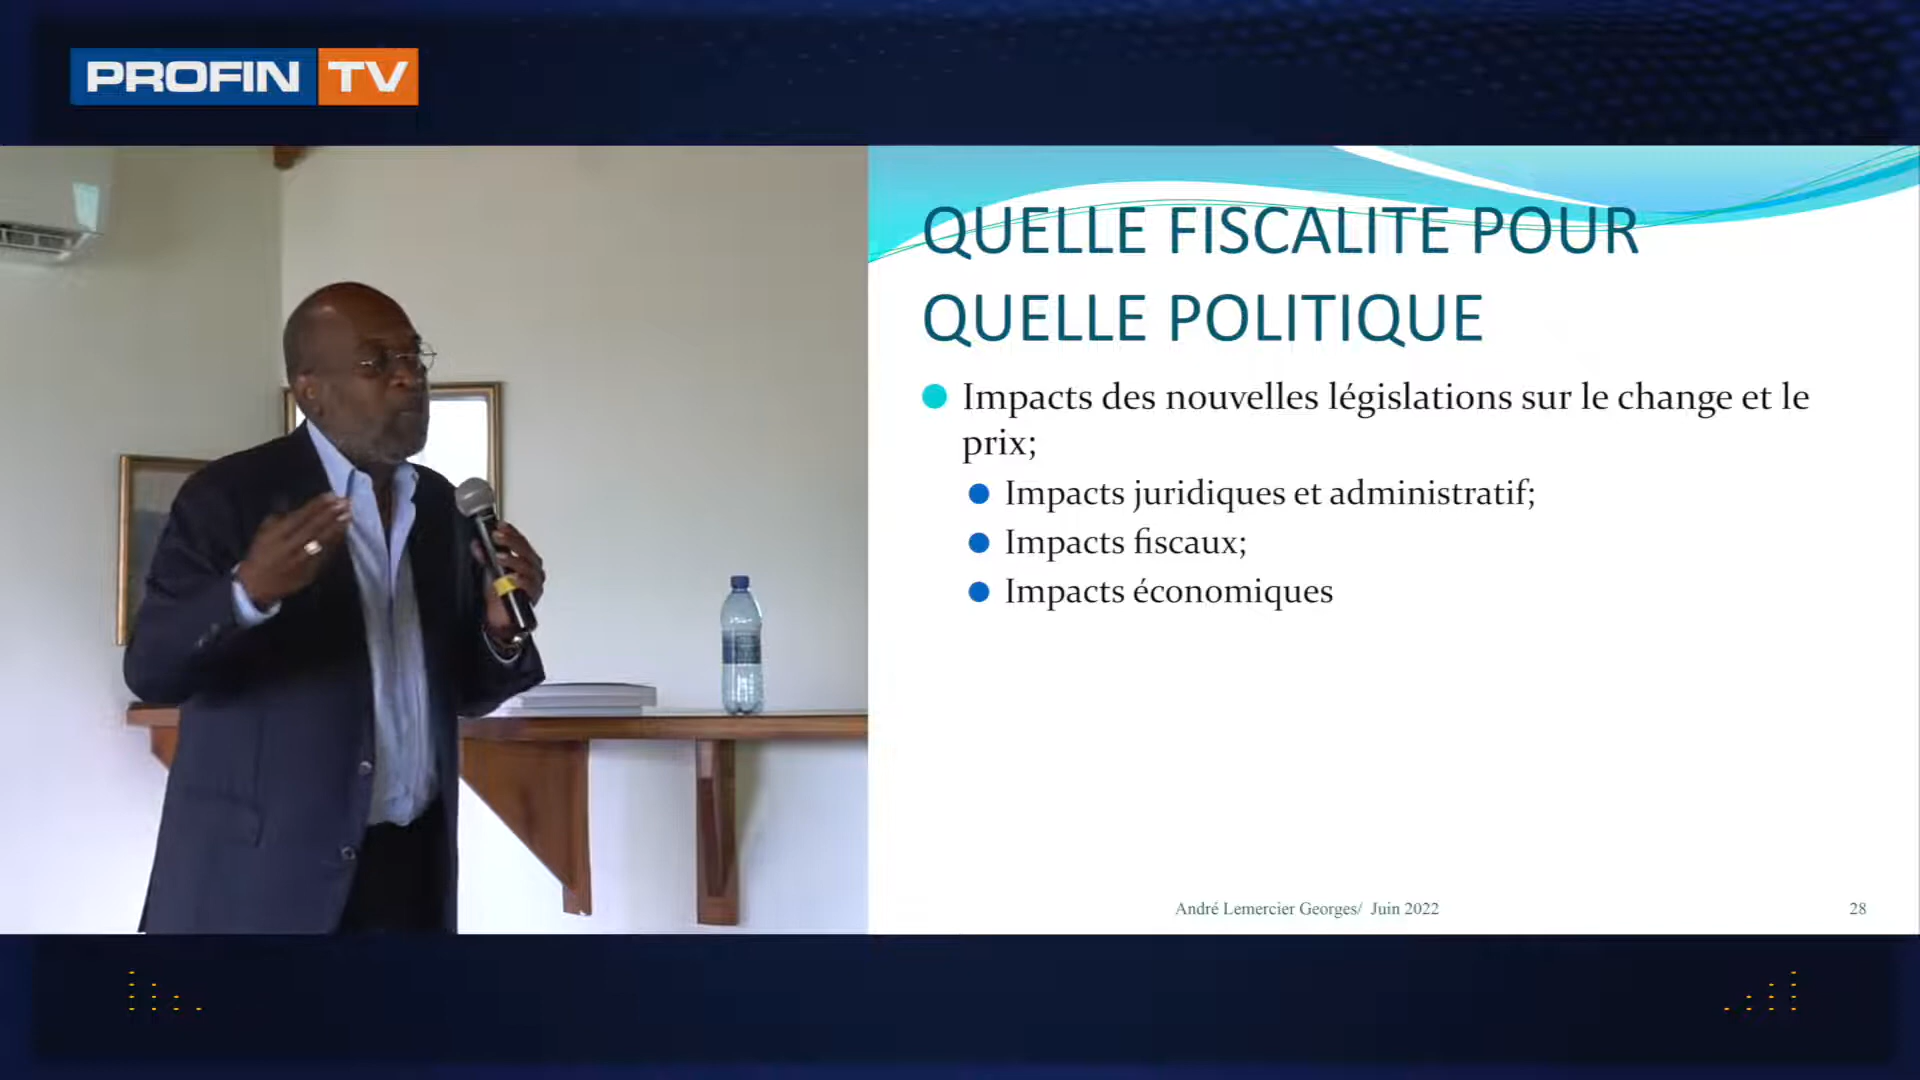 PROFIN TV
QUELLE FISCALITE POUR
QUELLE POLITIQUE
Impacts des nouvelles législations sur le change et le
prix;
Impacts juridiques et administratif;
Impacts fiscaux;
Impacts économiques
André Lemercier Georges/ Juin 2022
28